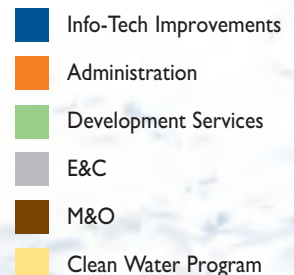 Info-Tech Improvements
Administration
Development Services
E&C
M&O
Clean Water Program